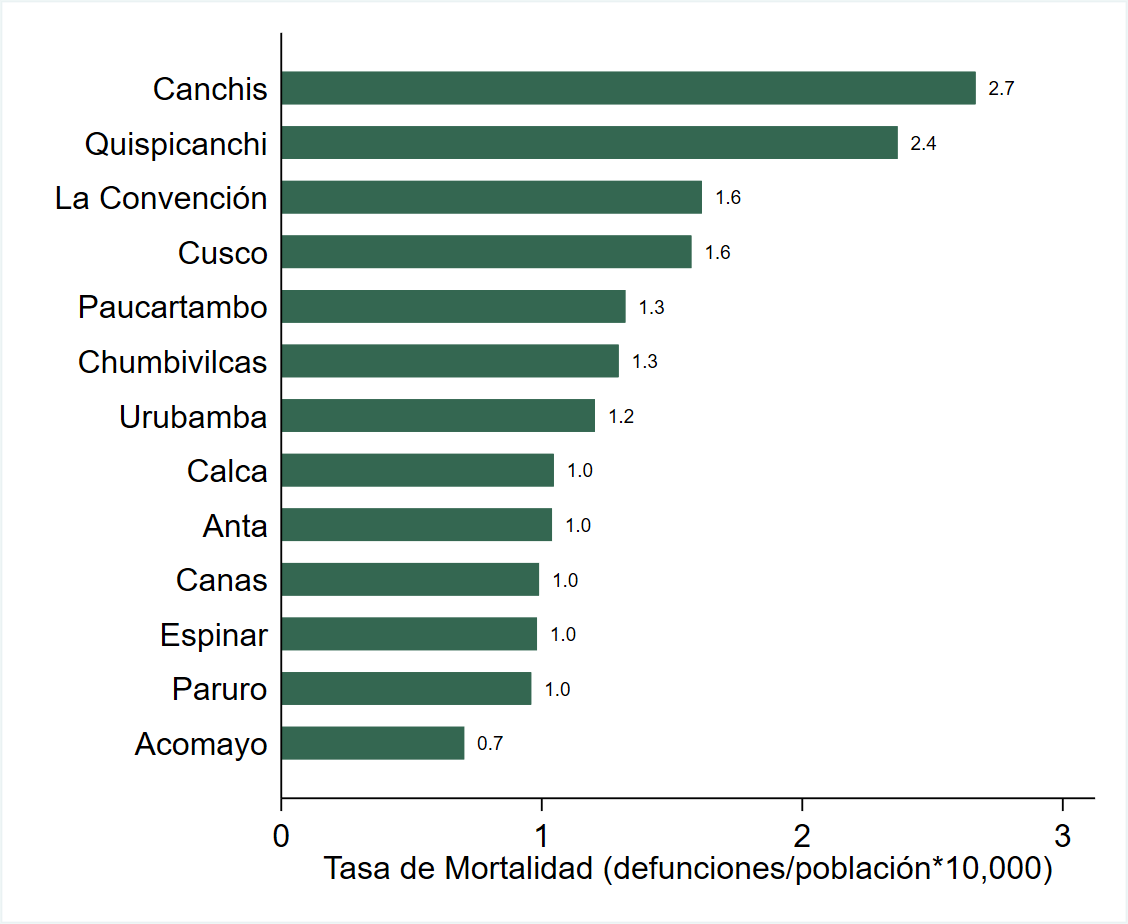 Canchis 2.7
Quispicanchi 2.4
La Convención 1.6
Cusco 1.6
Paucartambo 1.3
Chumbivilcas 1.3
Urubamba 1.2
Calca 1.0
Anta 1.0
Canas 1.0
Espinar 1.0
Paruro 1.0
Acomayo 0.7
0 1 2 3
Tasa de Mortalidad (defunciones/población*10,000)